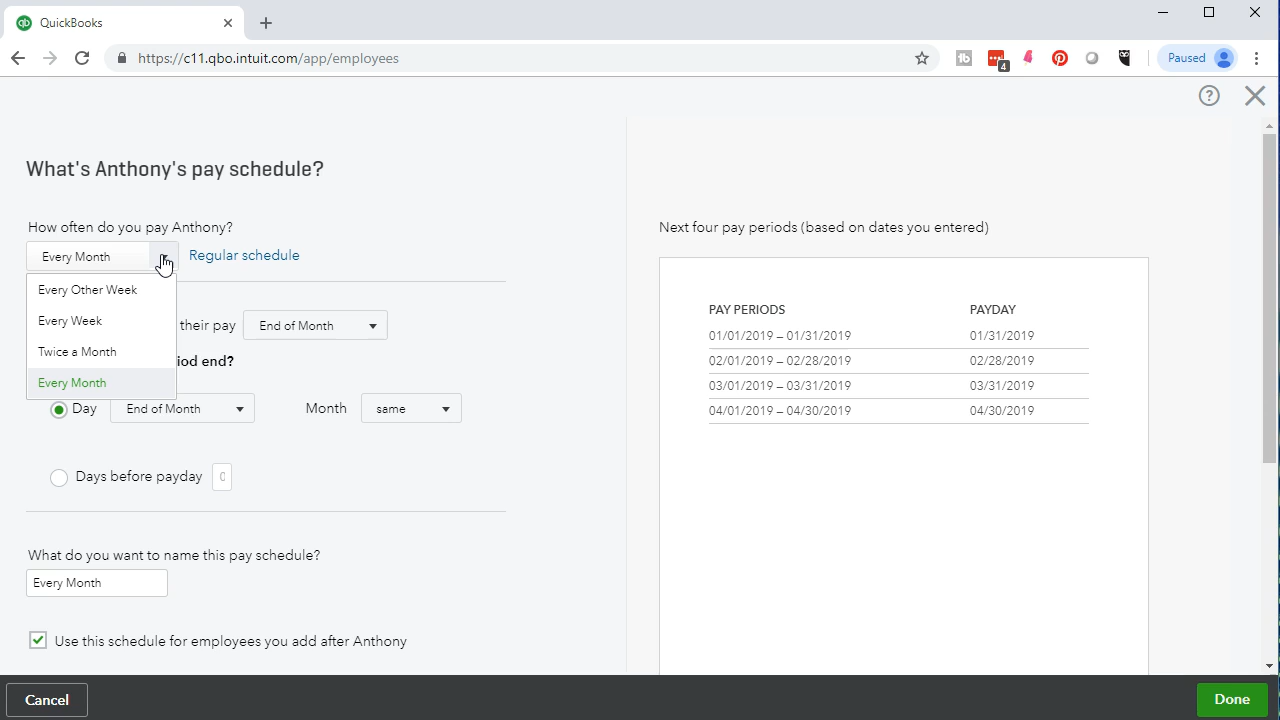 QuickBooks
https://c11.qbo.intuit.com/app/employees
4
Paused
What's Anthony's pay schedule?
How often do you pay Anthony?
Every Month
Regular schedule
Every Other Week
Every Week
Twice a Month
Every Month
their pay
End of Month
iod end?
Day
End of Month
Month
same
Days before payday
0
What do you want to name this pay schedule?
Every Month
Use this schedule for employees you add after Anthony
Next four pay periods (based on dates you entered)
PAY PERIODS PAYDAY
01/01/2019 – 01/31/2019 01/31/2019
02/01/2019 – 02/28/2019 02/28/2019
03/01/2019 – 03/31/2019 03/31/2019
04/01/2019 – 04/30/2019 04/30/2019
Cancel
Done